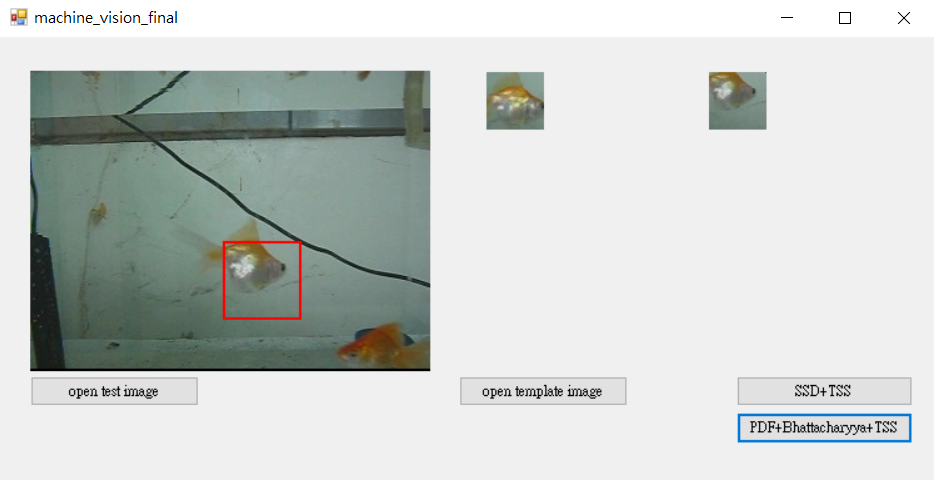 machine_vision_final
open test image
open template image
SSD+TSS
PDF+Bhattacharyya+TSS